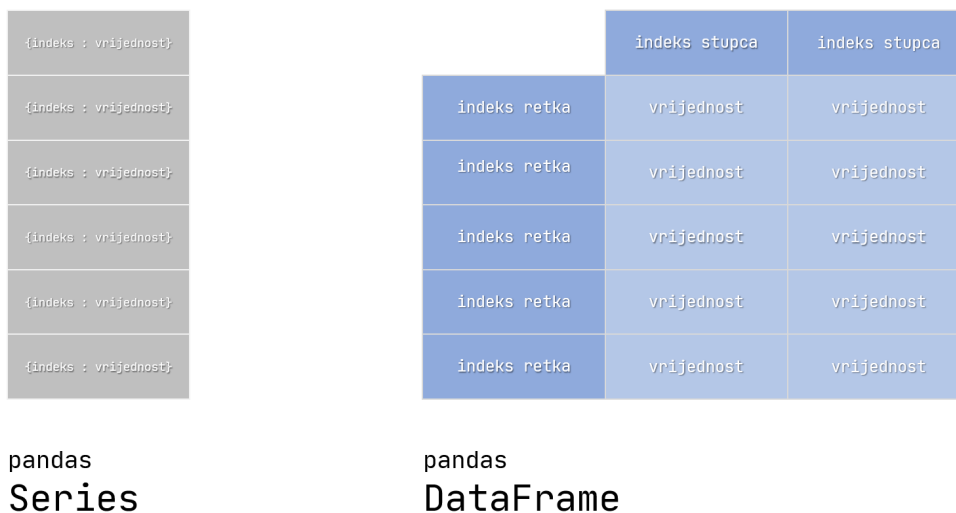 {indeks : vrijednost}
{indeks : vrijednost}
{indeks : vrijednost}
{indeks : vrijednost}
{indeks : vrijednost}
{indeks : vrijednost}
pandas
Series
indeks stupca indeks stupca
indeks retka vrijednost vrijednost
indeks retka vrijednost vrijednost
indeks retka vrijednost vrijednost
indeks retka vrijednost vrijednost
indeks retka vrijednost vrijednost
pandas
DataFrame